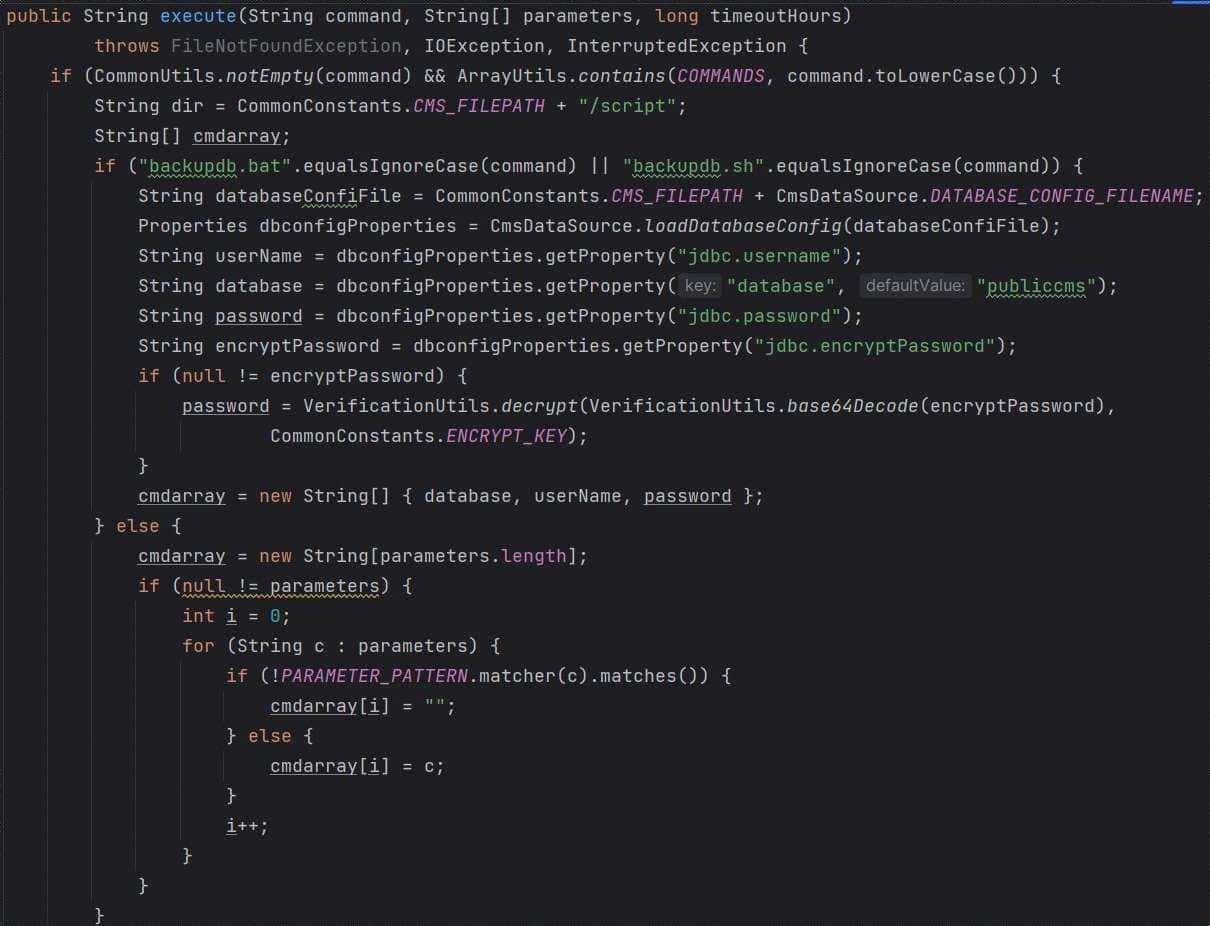 public String execute(String command, String[] parameters, long timeoutHours)
        throws FileNotFoundException, IOException, InterruptedException {
    if (CommonUtils.notEmpty(command) && ArrayUtils.contains(COMMANDS, command.toLowerCase())) {
        String dir = CommonConstants.CMS_FILEPATH + "/script";
        String[] cmdarray;
        if ("backupdb.bat".equalsIgnoreCase(command) || "backupdb.sh".equalsIgnoreCase(command)) {
            String databaseConfiFile = CommonConstants.CMS_FILEPATH + CmsDataSource.DATABASE_CONFIG_FILENAME;
            Properties dbconfigProperties = CmsDataSource.loadDatabaseConfig(databaseConfiFile);
            String userName = dbconfigProperties.getProperty("jdbc.username");
            String database = dbconfigProperties.getProperty( key: "database", defaultValue: "publiccms");
            String password = dbconfigProperties.getProperty("jdbc.password");
            String encryptPassword = dbconfigProperties.getProperty("jdbc.encryptPassword");
            if (null != encryptPassword) {
                password = VerificationUtils.decrypt(VerificationUtils.base64Decode(encryptPassword),
                        CommonConstants.ENCRYPT_KEY);
            }
            cmdarray = new String[] { database, userName, password };
        } else {
            cmdarray = new String[parameters.length];
            if (null != parameters) {
                int i = 0;
                for (String c : parameters) {
                    if (!PARAMETER_PATTERN.matcher(c).matches()) {
                        cmdarray[i] = "";
                    } else {
                        cmdarray[i] = c;
                    }
                    i++;
                }
            }
        }